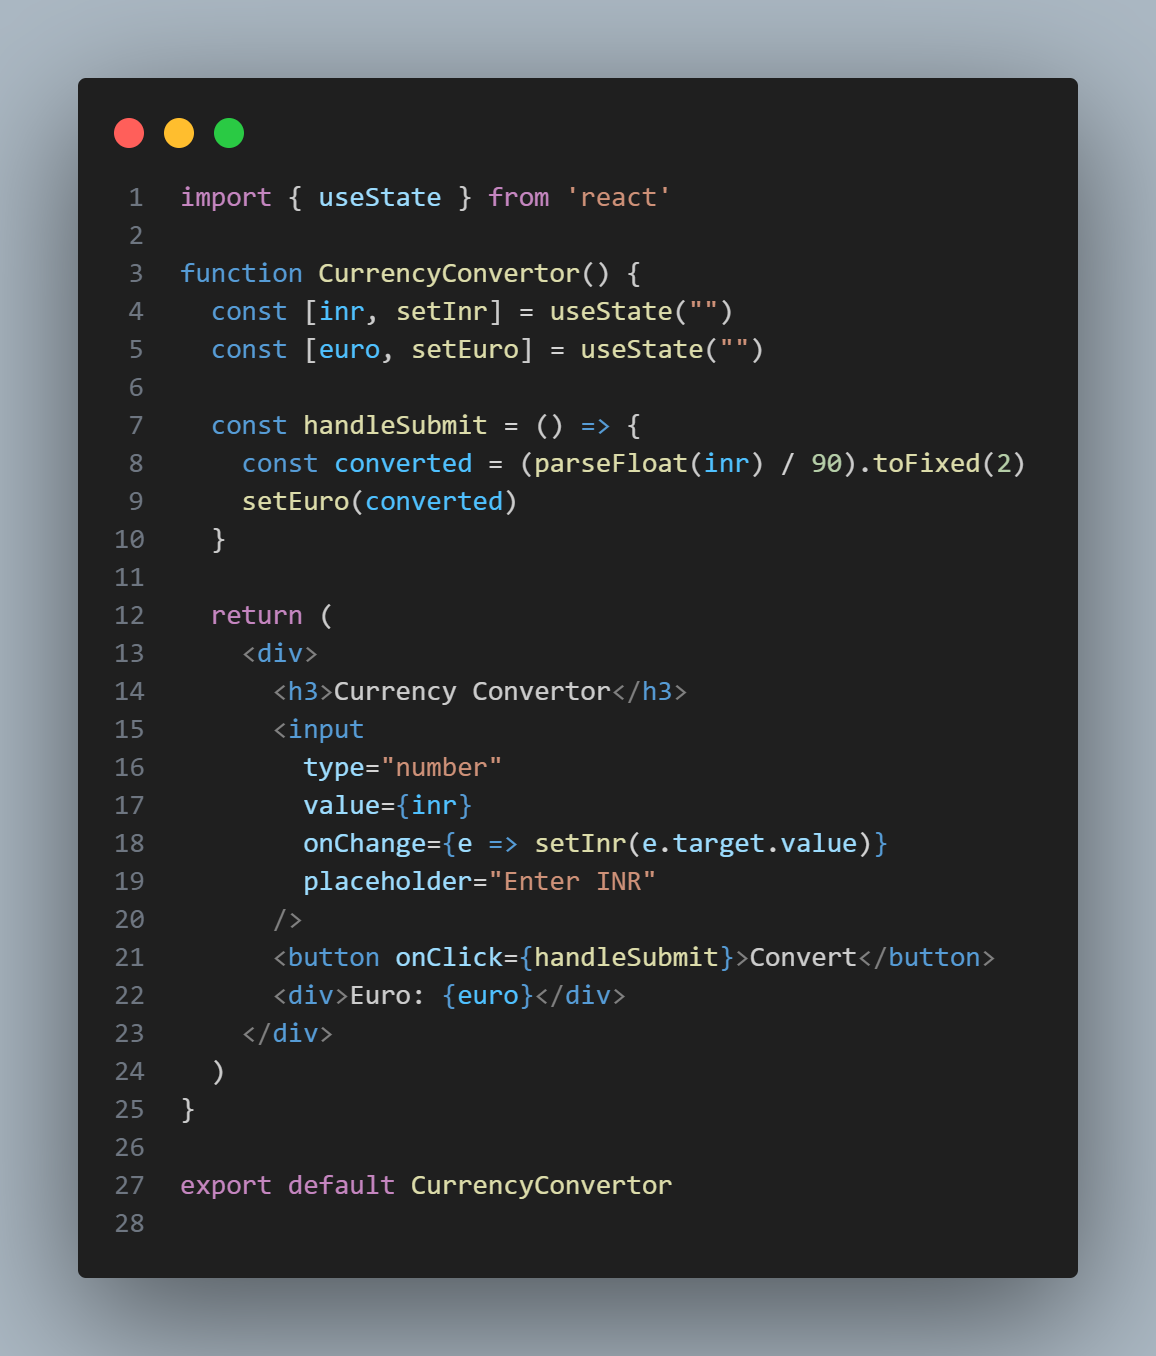 1 import { useState } from 'react'
2
3 function CurrencyConvertor() {
4   const [inr, setInr] = useState("")
5   const [euro, setEuro] = useState("")
6
7   const handleSubmit = () => {
8     const converted = (parseFloat(inr) / 90).toFixed(2)
9     setEuro(converted)
10   }
11
12   return (
13     <div>
14       <h3>Currency Convertor</h3>
15       <input
16         type="number"
17         value={inr}
18         onChange={e => setInr(e.target.value)}
19         placeholder="Enter INR"
20       />
21       <button onClick={handleSubmit}>Convert</button>
22       <div>Euro: {euro}</div>
23     </div>
24   )
25 }
26
27 export default CurrencyConvertor
28